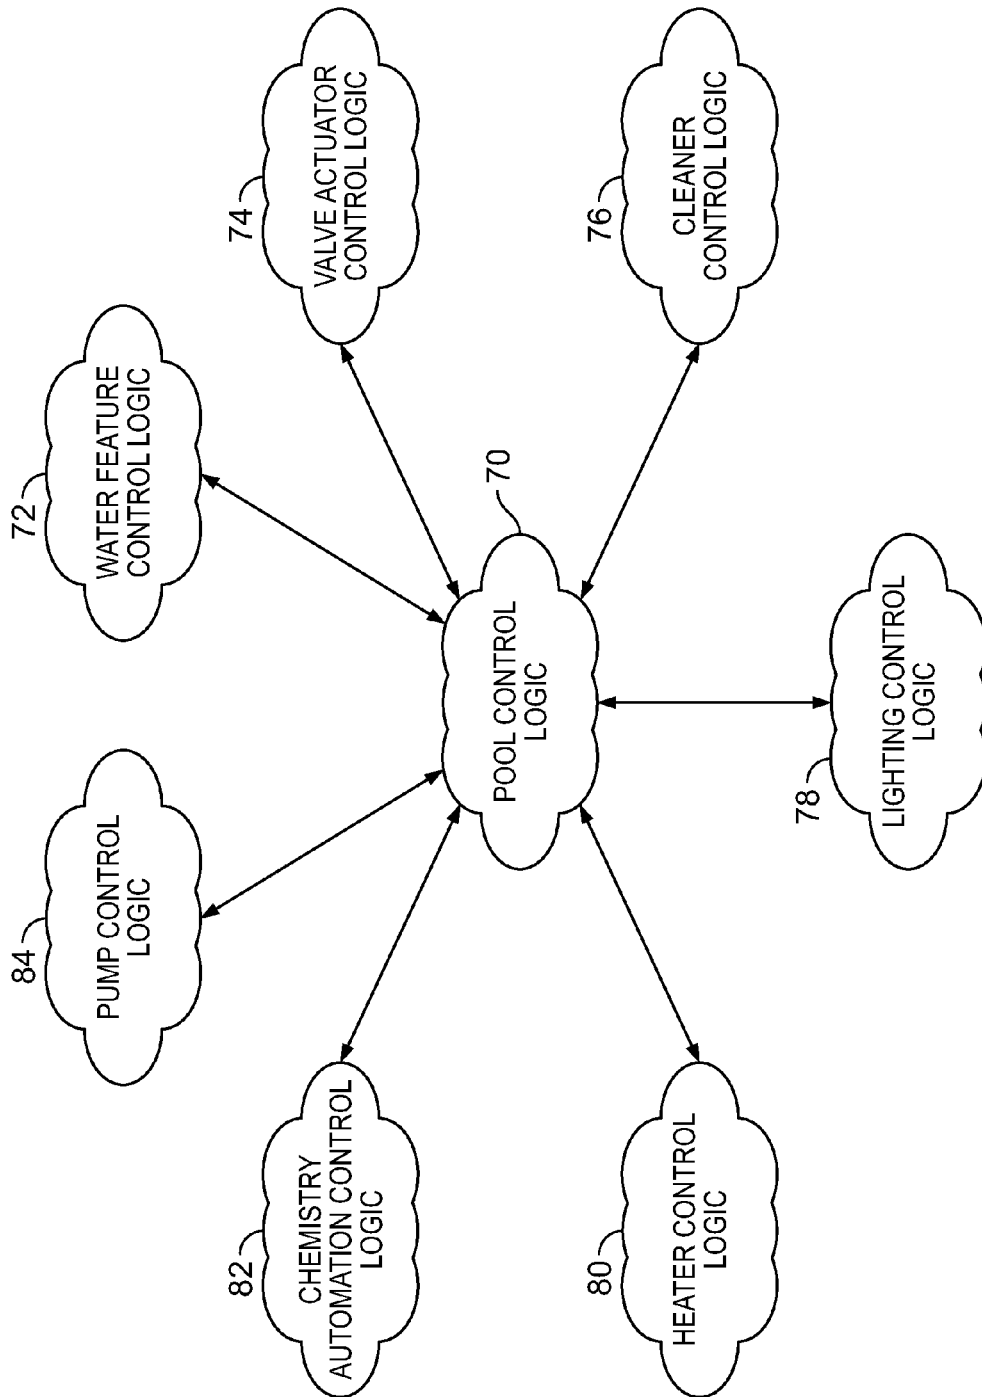 84
PUMP CONTROL
LOGIC
72
WATER FEATURE
CONTROL LOGIC
82
CHEMISTRY
AUTOMATION CONTROL
LOGIC
74
VALVE ACTUATOR
CONTROL LOGIC
70
POOL CONTROL
LOGIC
80
HEATER CONTROL
LOGIC
76
CLEANER
CONTROL LOGIC
78
LIGHTING CONTROL
LOGIC